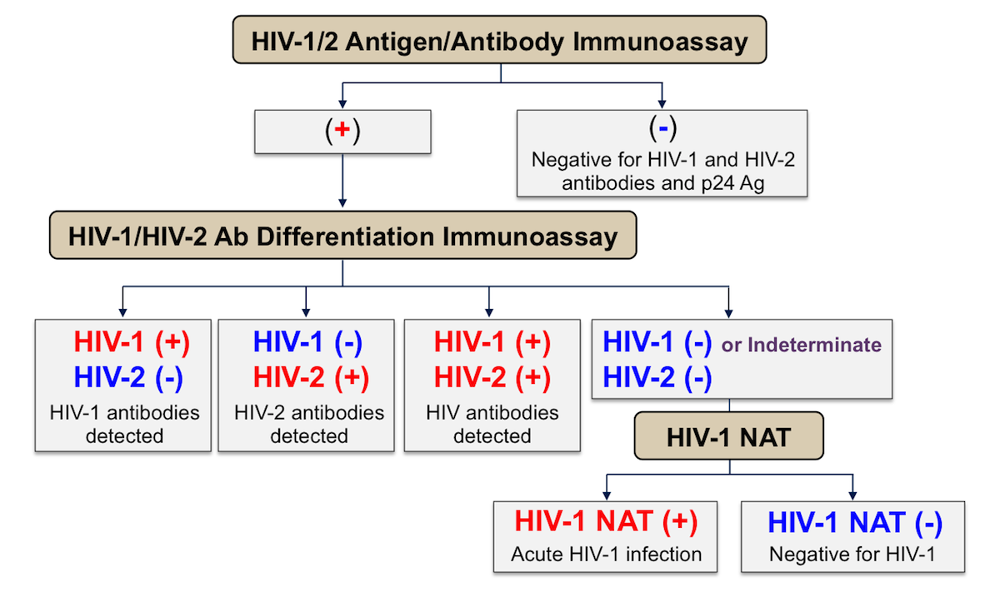 HIV-1/2 Antigen/Antibody Immunoassay
(+)
(-)
Negative for HIV-1 and HIV-2
antibodies and p24 Ag
HIV-1/HIV-2 Ab Differentiation Immunoassay
HIV-1 (+)
HIV-2 (-)
HIV-1 antibodies
detected
HIV-1 (-)
HIV-2 (+)
HIV-2 antibodies
detected
HIV-1 (+)
HIV-2 (+)
HIV antibodies
detected
HIV-1 (-) or Indeterminate
HIV-2 (-)
HIV-1 NAT
HIV-1 NAT (+)
Acute HIV-1 infection
HIV-1 NAT (-)
Negative for HIV-1